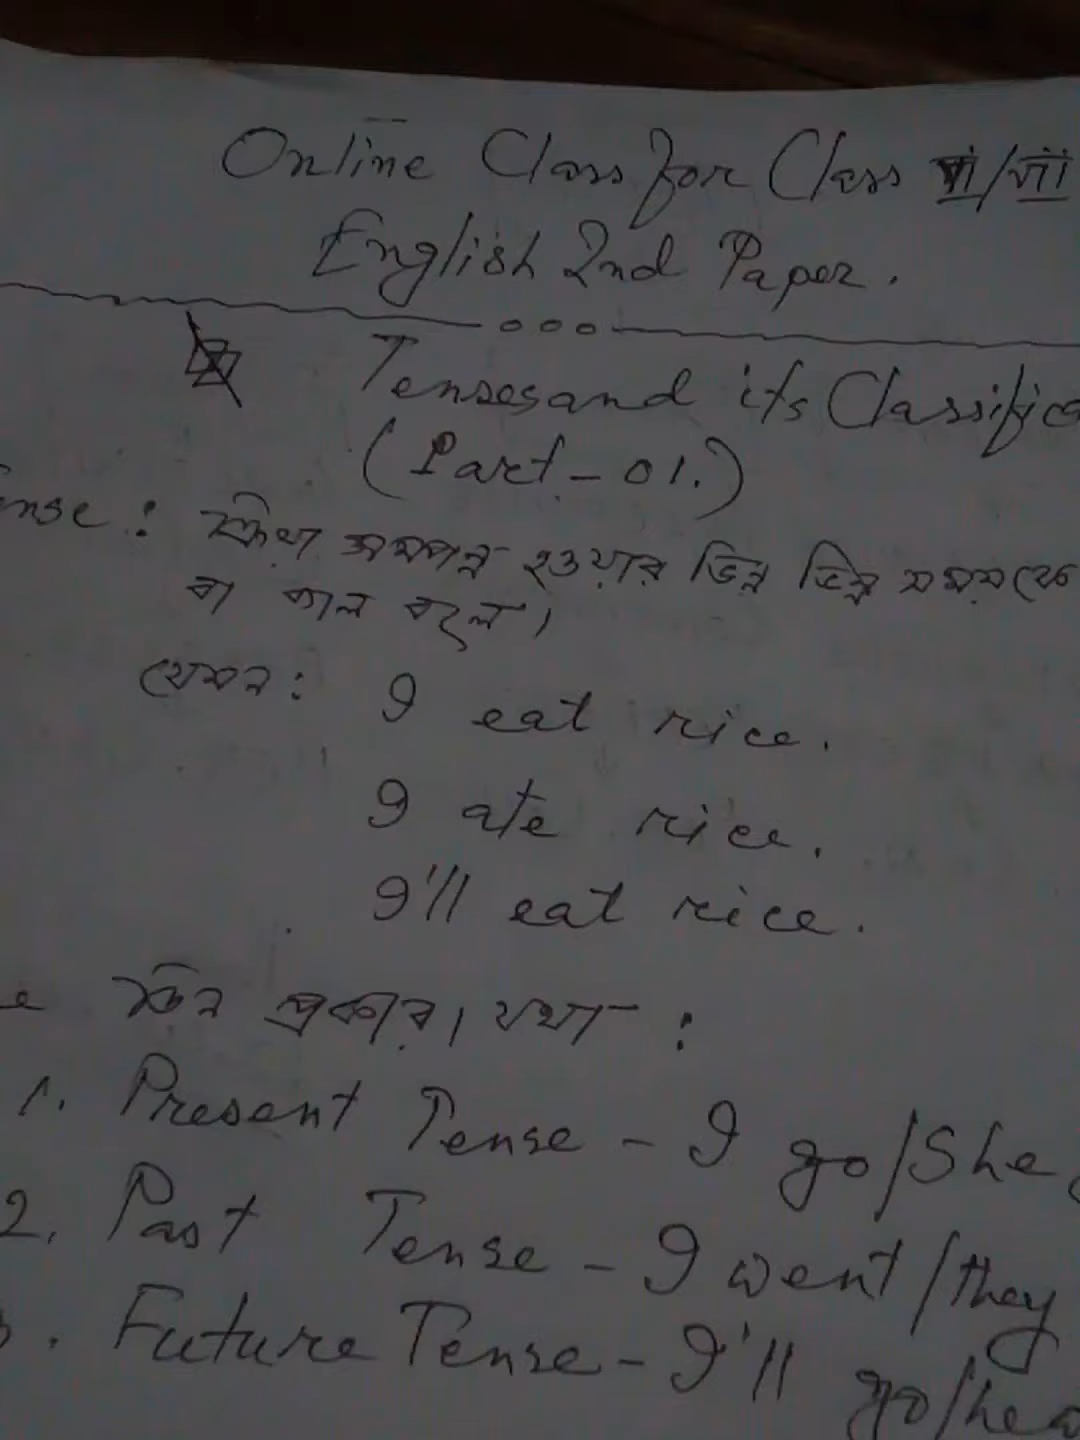 Online Class for Class vi/vii
English 2nd Paper.
Tenses and its Classific
(Part-01.)
nse: ক্রিয়া সম্পন্ন হওয়ার ভিন্ন ভিন্ন সময়কে
বা কাল বলে।
যেমন: I eat rice.
I ate rice.
I'll eat rice.
e তিন প্রকার। যথা:
1. Present Tense - I go/She
2. Past Tense - I went/they
3. Future Tense - I'll go/he